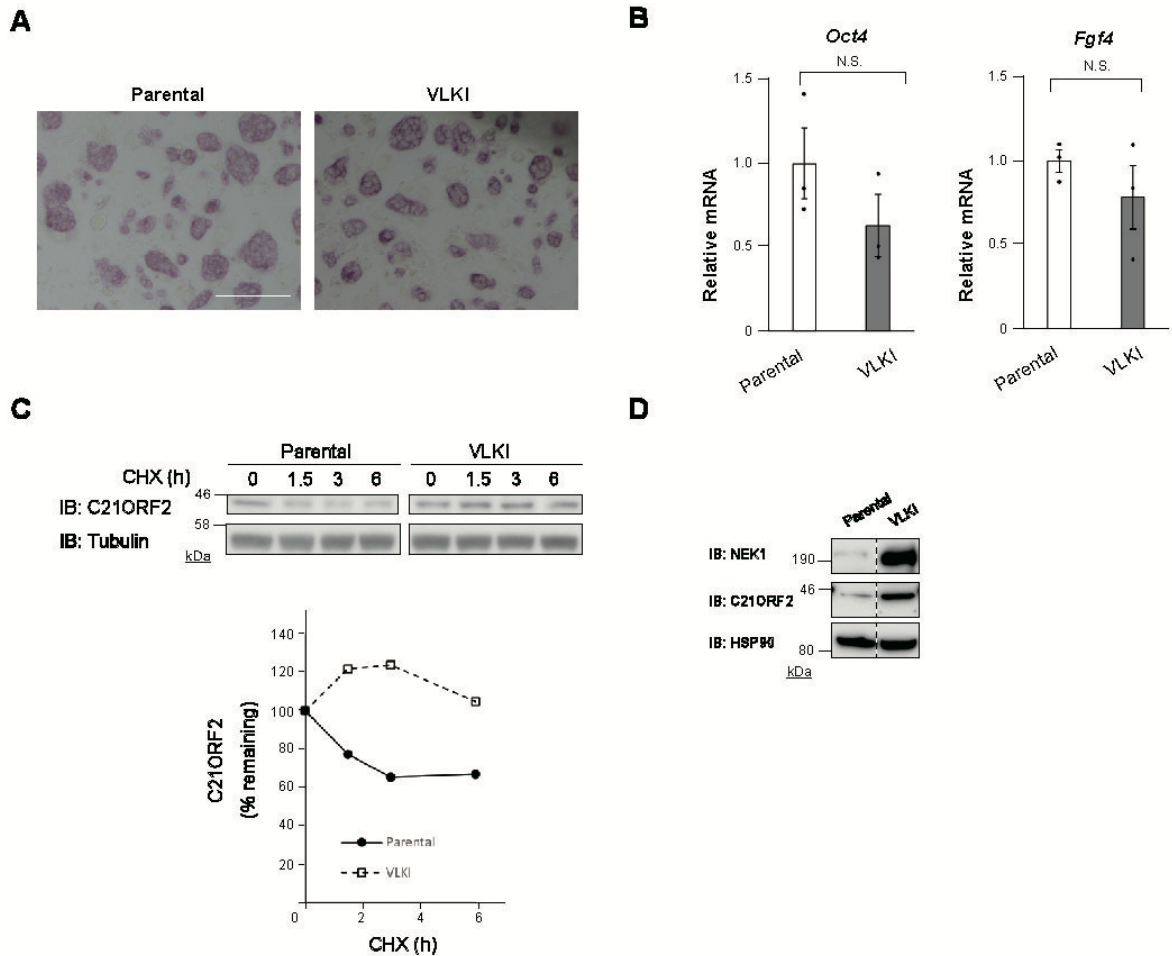 A
Parental VLKI
B
Oct4 Fgf4
N.S. N.S.
1.5 1.5
1.0 1.0
0.5 0.5
0 0
Relative mRNA Relative mRNA
Parental VLKI Parental VLKI
C
Parental VLKI
CHX (h) 0 1.5 3 6 0 1.5 3 6
IB: C21ORF2 46
58
IB: Tubulin
kDa
140
120
100
80
60
40
20
0 2 4 6
C21ORF2
(% remaining)
Parental
VLKI
CHX (h)
D
Parental VLKI
IB: NEK1 190
46
IB: C21ORF2
IB: HSP90 80
kDa